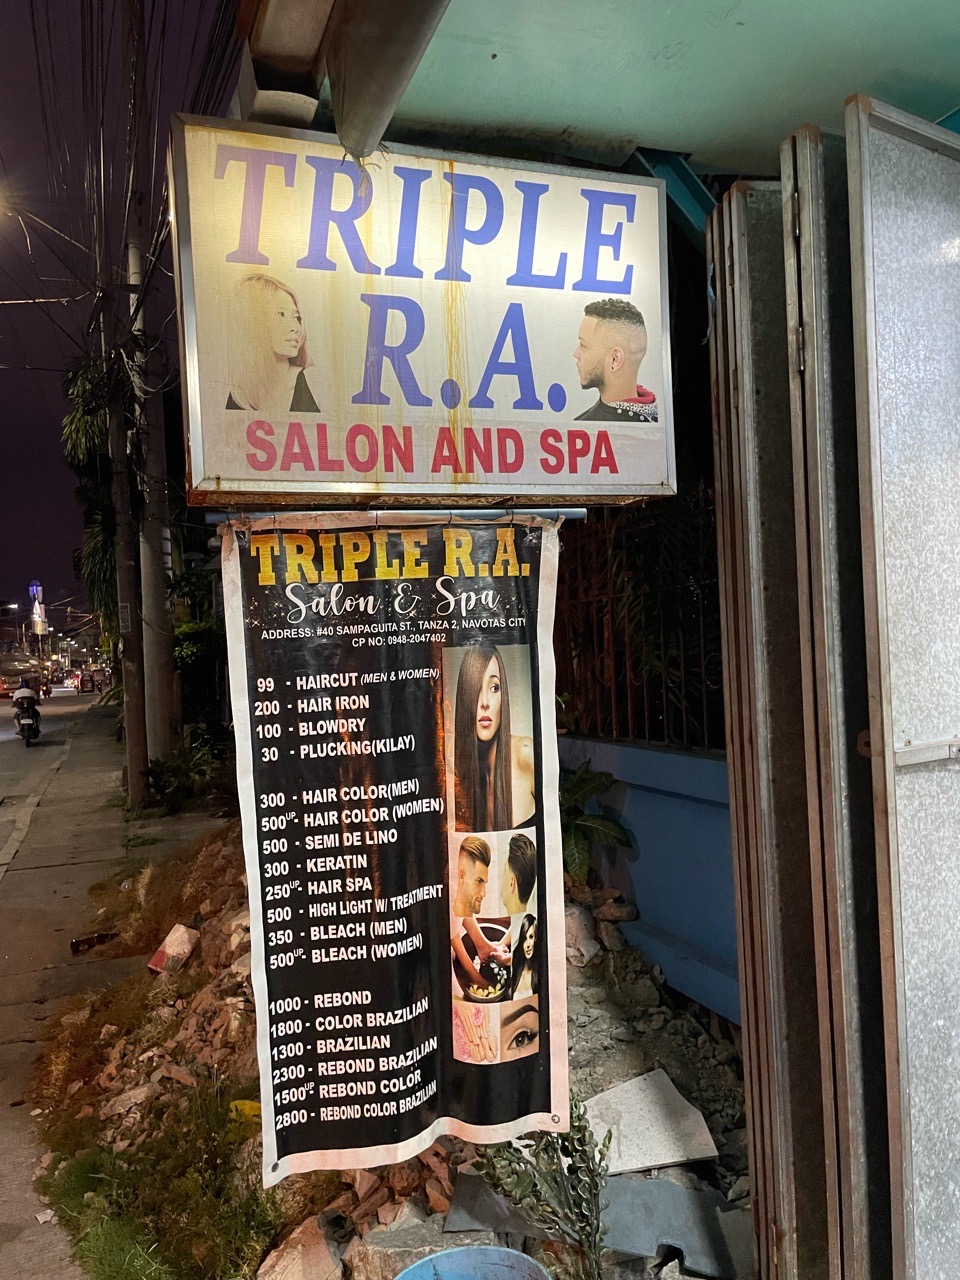 TRIPLE
R.A.
SALON AND SPA
TRIPLE R.A.
Salon & Spa
ADDRESS: #40 SAMPAGUITA ST., TANZA 2, NAVOTAS CITY
CP NO: 0948-2047402
99 - HAIRCUT (MEN & WOMEN)
200 - HAIR IRON
100 - BLOWDRY
30 - PLUCKING(KILAY)
300 - HAIR COLOR(MEN)
500UP- HAIR COLOR (WOMEN)
500 - SEMI DE LINO
300 - KERATIN
250UP- HAIR SPA
500 - HIGH LIGHT W/ TREATMENT
350 - BLEACH (MEN)
500UP- BLEACH (WOMEN)
1000 - REBOND
1800 - COLOR BRAZILIAN
1300 - BRAZILIAN
2300 - REBOND BRAZILIAN
1500UP- REBOND COLOR
2800 - REBOND COLOR BRAZILIAN